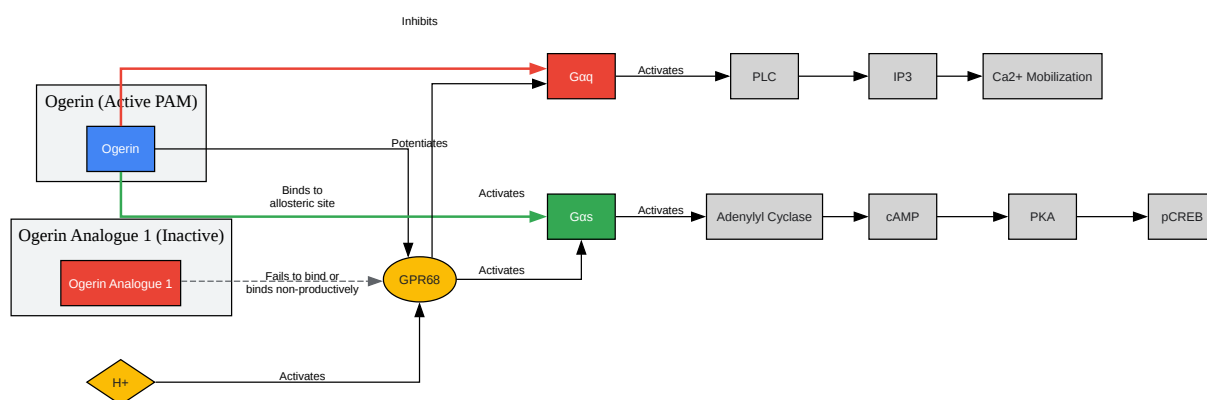 Inhibits
Gαq
Activates
PLC
IP3
Ca2+ Mobilization
Ogerin (Active PAM)
Ogerin
Potentiates
Binds to
allosteric site
Activates
Gαs
Activates
Adenylyl Cyclase
cAMP
PKA
pCREB
Ogerin Analogue 1 (Inactive)
Ogerin Analogue 1
Fails to bind or
binds non-productively
GPR68
Activates
H+
Activates